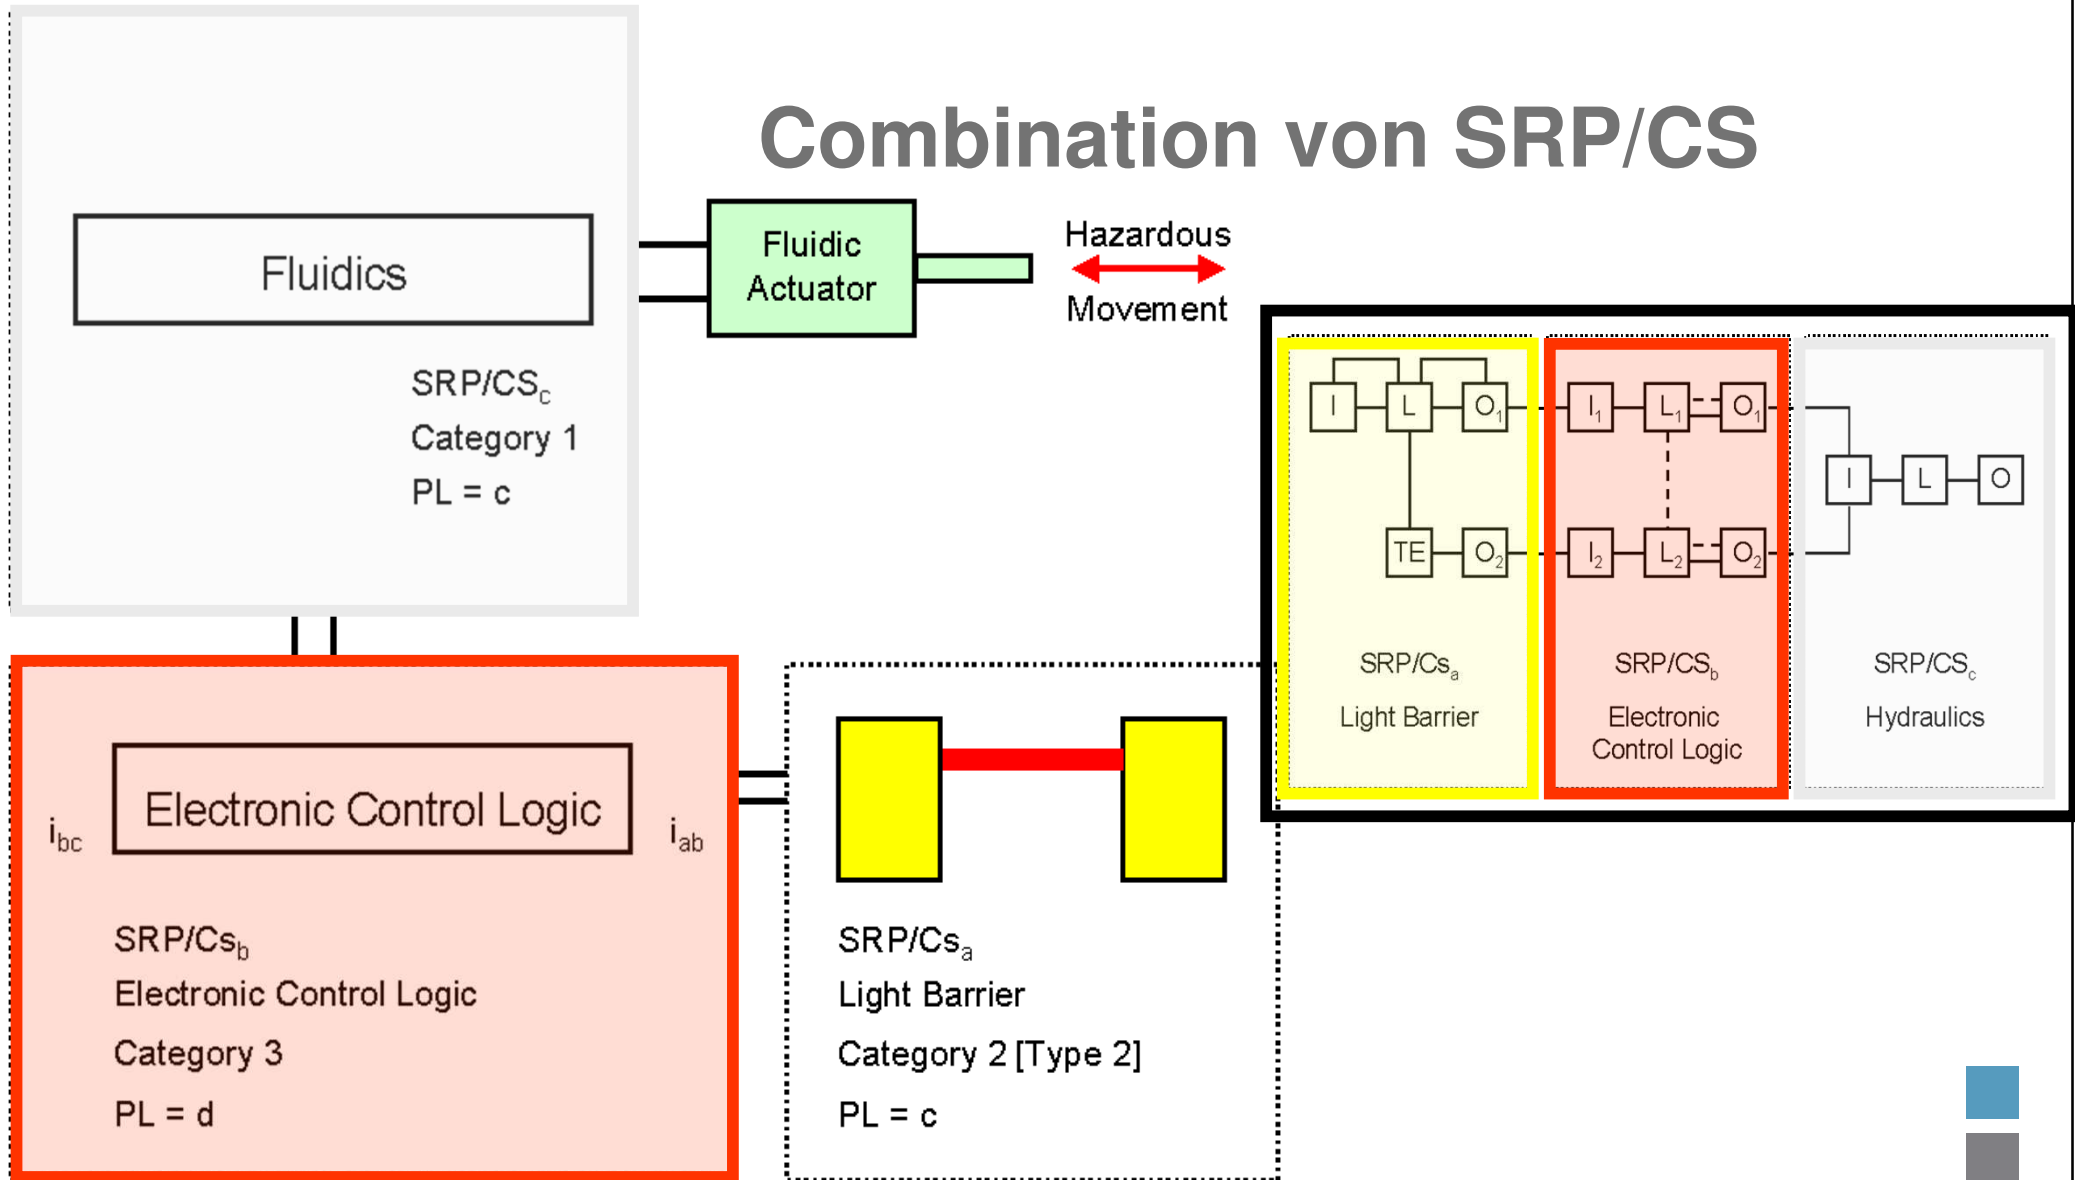 Combination von SRP/CS
Fluidics
SRP/CSc
Category 1
PL = c
Fluidic
Actuator
Hazardous
Movement
I L O1 I1 L1 O1
I L O
TE O2 I2 L2 O2
SRP/Csa
Light Barrier
SRP/CSb
Electronic
Control Logic
SRP/CSc
Hydraulics
ibc
Electronic Control Logic
iab
SRP/Csb
Electronic Control Logic
Category 3
PL = d
SRP/Csa
Light Barrier
Category 2 [Type 2]
PL = c